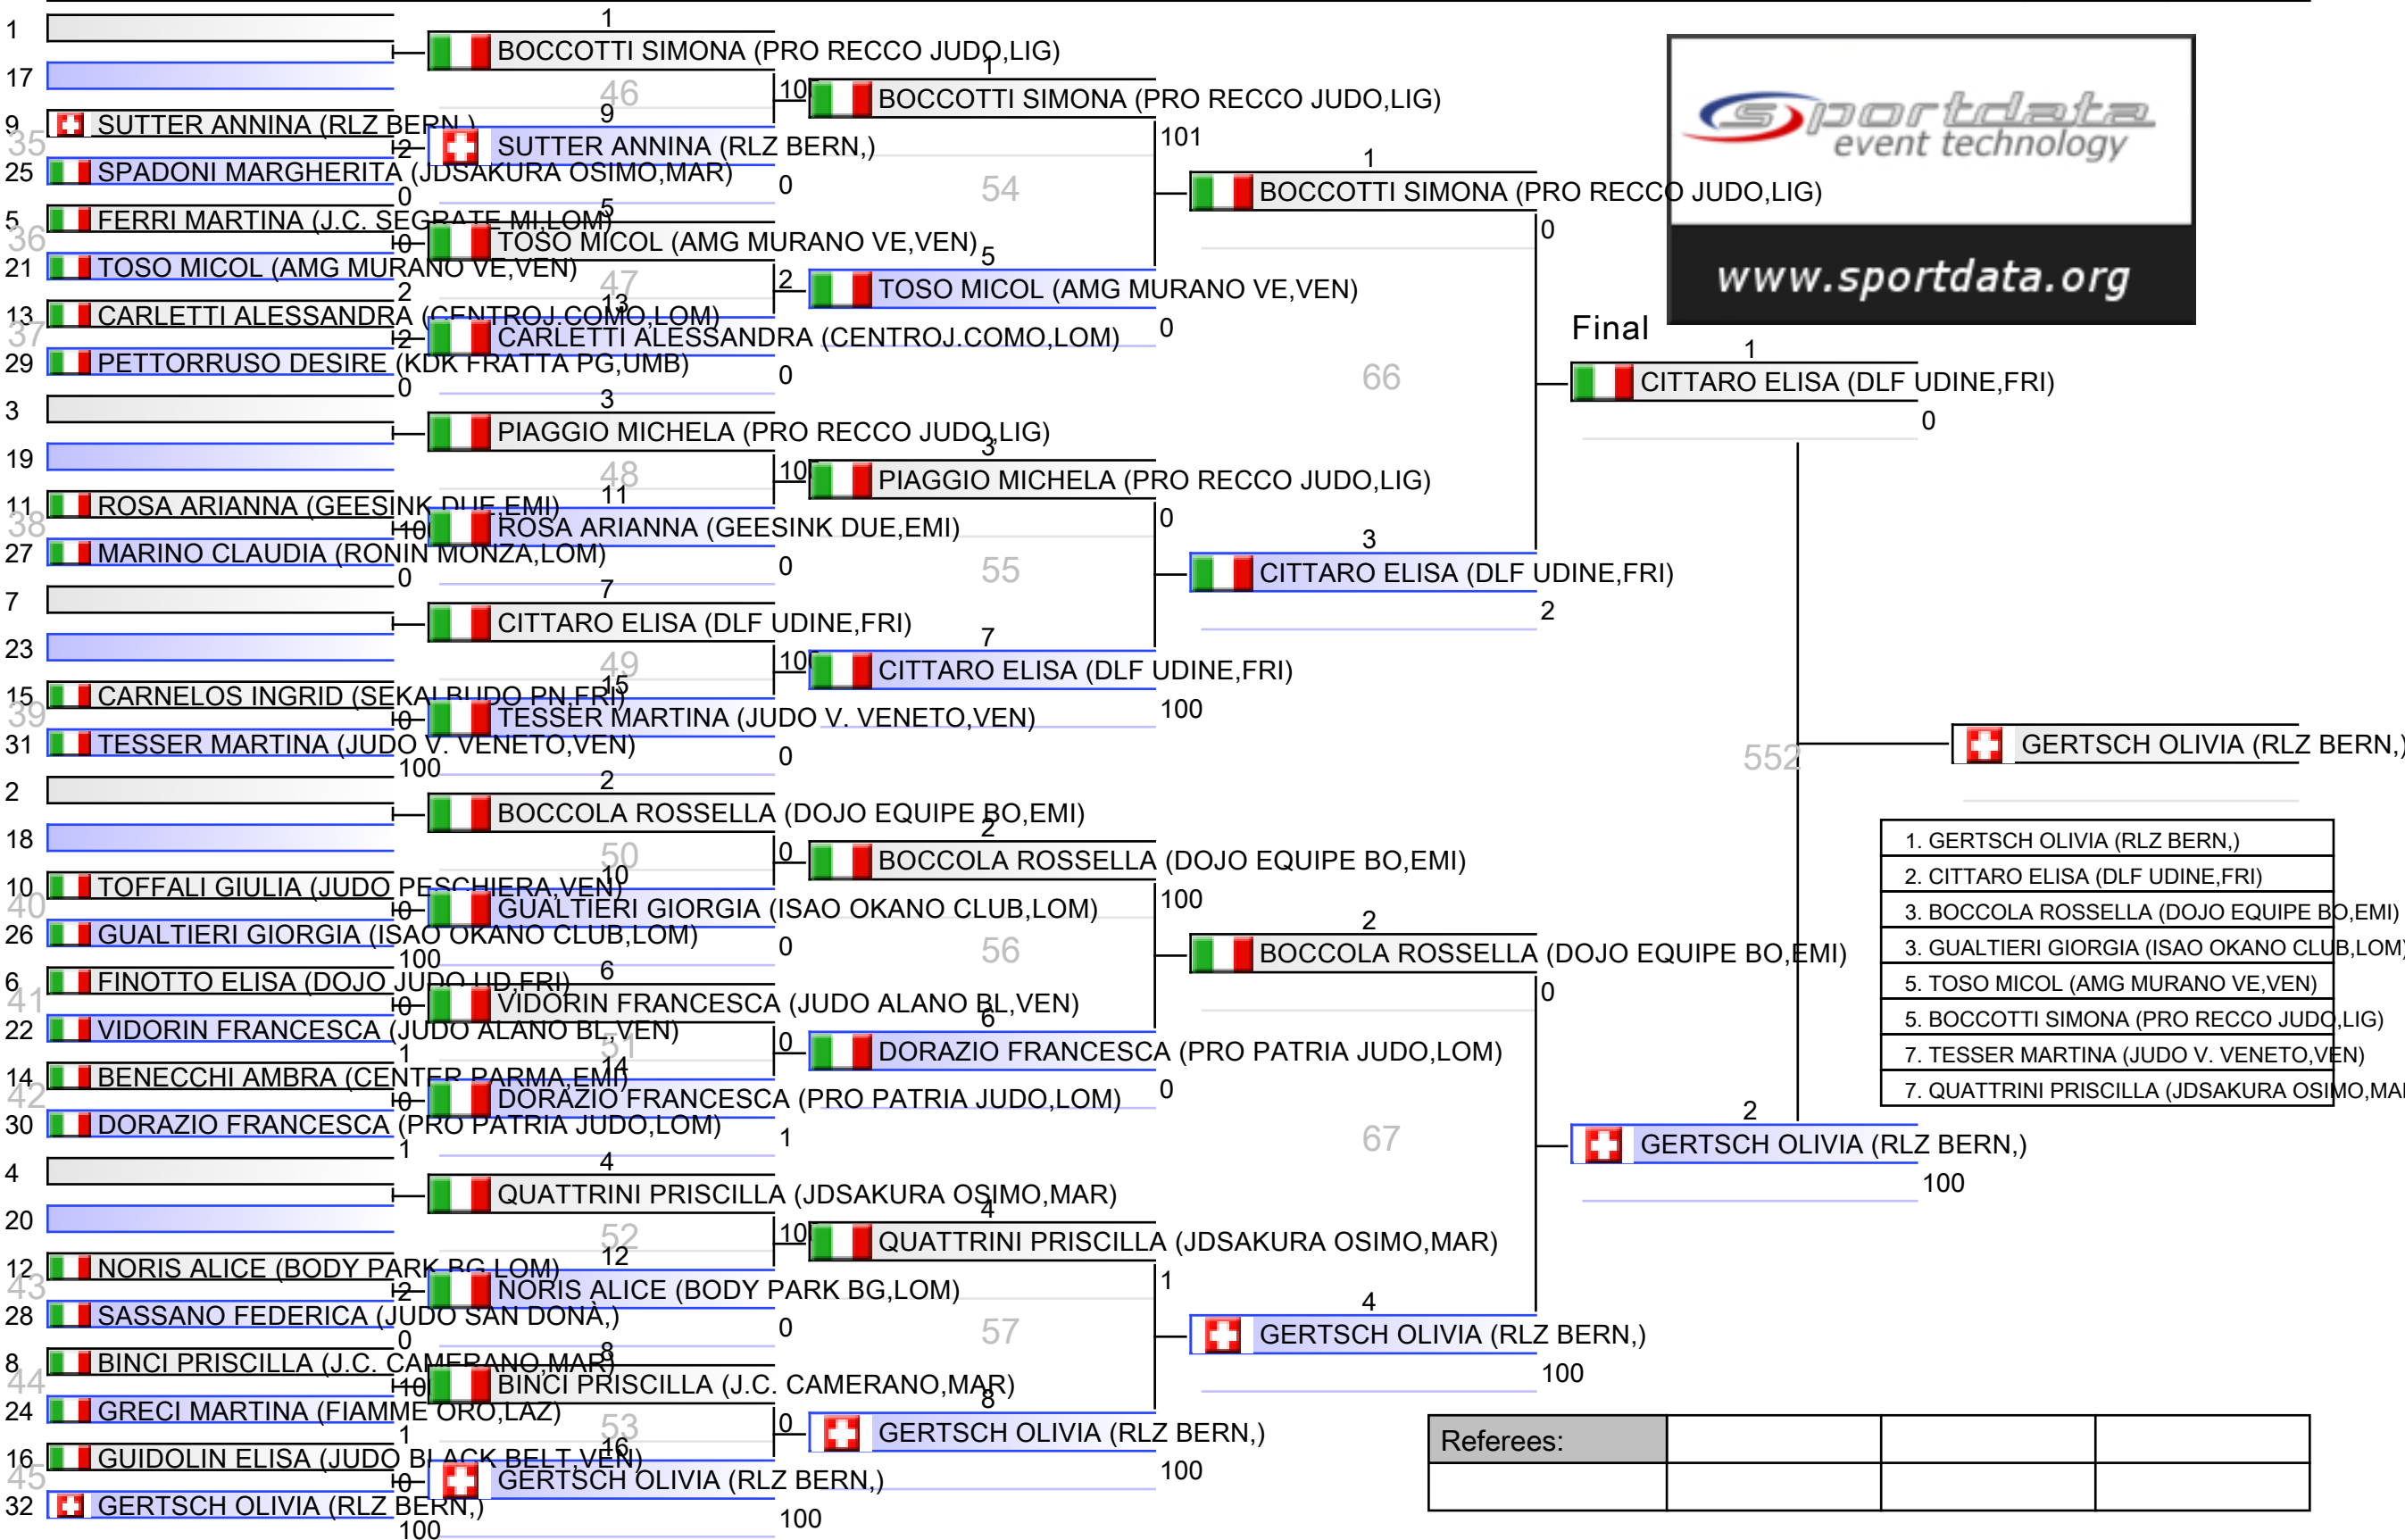 1
17
9 SUTTER ANNINA (RLZ BERN,)
35
2
25 SPADONI MARGHERITA (JDSAKURA OSIMO,MAR)
0
5 FERRI MARTINA (J.C. SEGRATE MI,LOM)
36
0
21 TOSO MICOL (AMG MURANO VE,VEN)
2
13 CARLETTI ALESSANDRA (CENTROJ.COMO,LOM)
37
2
29 PETTORRUSO DESIRE (KDK FRATTA PG,UMB)
0
3
19
11 ROSA ARIANNA (GEESINK DUE,EMI)
38
10
27 MARINO CLAUDIA (RONIN MONZA,LOM)
0
7
23
15 CARNELOS INGRID (SEKAI BUDO PN,FRI)
39
0
31 TESSER MARTINA (JUDO V. VENETO,VEN)
100
2
18
10 TOFFALI GIULIA (JUDO PESCHIERA,VEN)
40
0
26 GUALTIERI GIORGIA (ISAO OKANO CLUB,LOM)
100
6 FINOTTO ELISA (DOJO JUDO UD,FRI)
41
0
22 VIDORIN FRANCESCA (JUDO ALANO BL,VEN)
1
14 BENECCHI AMBRA (CENTER PARMA,EMI)
42
0
30 DORAZIO FRANCESCA (PRO PATRIA JUDO,LOM)
1
4
20
12 NORIS ALICE (BODY PARK BG,LOM)
43
2
28 SASSANO FEDERICA (JUDO SAN DONÀ,)
0
8 BINCI PRISCILLA (J.C. CAMERANO,MAR)
44
10
24 GRECI MARTINA (FIAMME ORO,LAZ)
1
16 GUIDOLIN ELISA (JUDO BLACK BELT,VEN)
45
0
32 GERTSCH OLIVIA (RLZ BERN,)
100
1
BOCCOTTI SIMONA (PRO RECCO JUDO,LIG)
46
10
9
SUTTER ANNINA (RLZ BERN,)
0
5
TOSO MICOL (AMG MURANO VE,VEN)
47
2
13
CARLETTI ALESSANDRA (CENTROJ.COMO,LOM)
0
3
PIAGGIO MICHELA (PRO RECCO JUDO,LIG)
48
10
11
ROSA ARIANNA (GEESINK DUE,EMI)
0
7
CITTARO ELISA (DLF UDINE,FRI)
49
10
15
TESSER MARTINA (JUDO V. VENETO,VEN)
0
2
BOCCOLA ROSSELLA (DOJO EQUIPE BO,EMI)
50
0
10
GUALTIERI GIORGIA (ISAO OKANO CLUB,LOM)
0
6
VIDORIN FRANCESCA (JUDO ALANO BL,VEN)
51
0
14
DORAZIO FRANCESCA (PRO PATRIA JUDO,LOM)
1
4
QUATTRINI PRISCILLA (JDSAKURA OSIMO,MAR)
52
10
12
NORIS ALICE (BODY PARK BG,LOM)
0
8
BINCI PRISCILLA (J.C. CAMERANO,MAR)
53
0
16
GERTSCH OLIVIA (RLZ BERN,)
100
1
BOCCOTTI SIMONA (PRO RECCO JUDO,LIG)
101
54
5
TOSO MICOL (AMG MURANO VE,VEN)
0
3
PIAGGIO MICHELA (PRO RECCO JUDO,LIG)
0
55
7
CITTARO ELISA (DLF UDINE,FRI)
100
2
BOCCOLA ROSSELLA (DOJO EQUIPE BO,EMI)
100
56
6
DORAZIO FRANCESCA (PRO PATRIA JUDO,LOM)
0
4
QUATTRINI PRISCILLA (JDSAKURA OSIMO,MAR)
1
57
8
GERTSCH OLIVIA (RLZ BERN,)
100
1
BOCCOTTI SIMONA (PRO RECCO JUDO,LIG)
0
66
3
CITTARO ELISA (DLF UDINE,FRI)
2
2
BOCCOLA ROSSELLA (DOJO EQUIPE BO,EMI)
0
67
4
GERTSCH OLIVIA (RLZ BERN,)
100
sportdata
event technology
www.sportdata.org
Final
1
CITTARO ELISA (DLF UDINE,FRI)
0
552
2
GERTSCH OLIVIA (RLZ BERN,)
100
GERTSCH OLIVIA (RLZ BERN,)
1. GERTSCH OLIVIA (RLZ BERN,)
2. CITTARO ELISA (DLF UDINE,FRI)
3. BOCCOLA ROSSELLA (DOJO EQUIPE BO,EMI)
3. GUALTIERI GIORGIA (ISAO OKANO CLUB,LOM)
5. TOSO MICOL (AMG MURANO VE,VEN)
5. BOCCOTTI SIMONA (PRO RECCO JUDO,LIG)
7. TESSER MARTINA (JUDO V. VENETO,VEN)
7. QUATTRINI PRISCILLA (JDSAKURA OSIMO,MA
Referees: